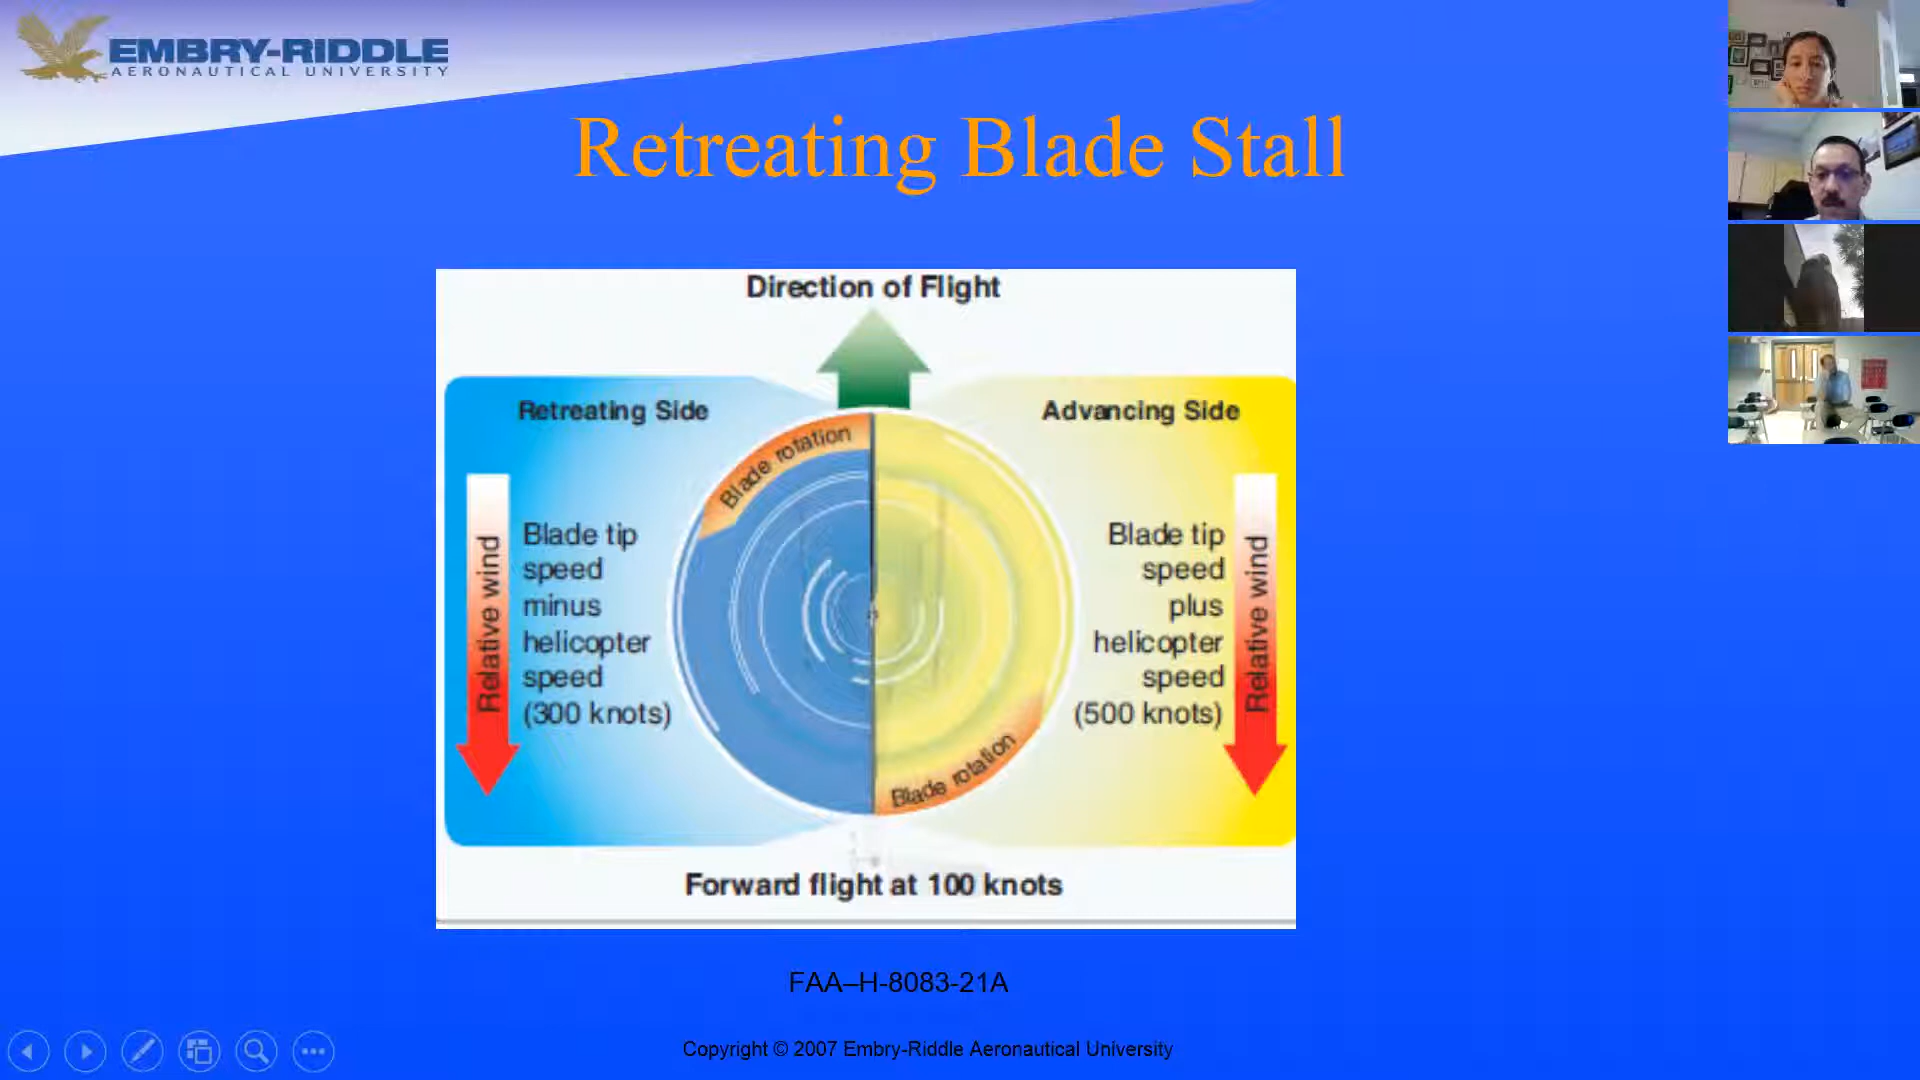 EMBRY-RIDDLE
AERONAUTICAL UNIVERSITY
Retreating Blade Stall
Direction of Flight
Retreating Side
Advancing Side
Blade rotation
Relative wind
Blade tip
speed
minus
helicopter
speed
(300 knots)
Blade tip
speed
plus
helicopter
speed
(500 knots)
Relative wind
Blade rotation
Forward flight at 100 knots
FAA–H-8083-21A
Copyright © 2007 Embry-Riddle Aeronautical University